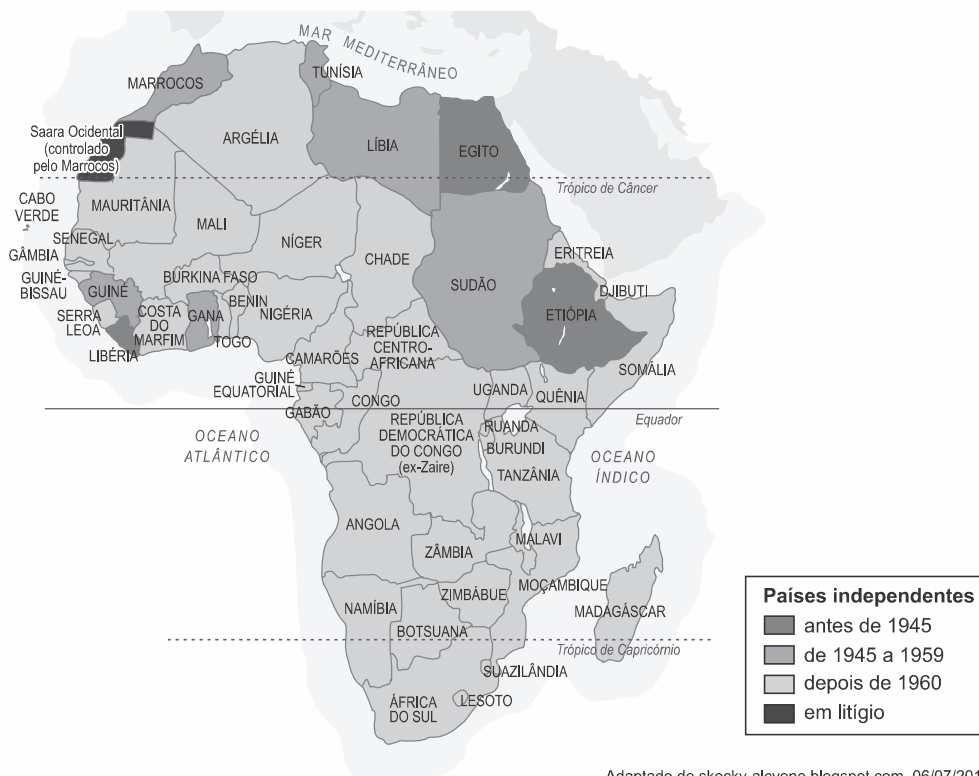 MAR MEDITERRÂNEO
MARROCOS
TUNÍSIA
Saara Ocidental
(controlado
pelo Marrocos)
ARGÉLIA
LÍBIA
EGITO
Trópico de Câncer
CABO
VERDE
MAURITÂNIA
MALI
NÍGER
CHADE
SUDÃO
ERITREIA
SENEGAL
GÂMBIA
GUINÉ-
BISSAU
GUINÉ
BURKINA FASO
BENIN
NIGÉRIA
DJIBUTI
ETIÓPIA
SERRA
LEOA
COSTA
DO
MARFIM
GANA
TOGO
LIBÉRIA
CAMARÕES
REPÚBLICA
CENTRO-
AFRICANA
SOMÁLIA
GUINÉ
EQUATORIAL
GABÃO
CONGO
UGANDA
QUÊNIA
Equador
REPÚBLICA
DEMOCRÁTICA
DO CONGO
(ex-Zaire)
RUANDA
BURUNDI
TANZÂNIA
OCEANO
ATLÂNTICO
OCEANO
ÍNDICO
ANGOLA
ZÂMBIA
MALAVI
MOÇAMBIQUE
MADAGÁSCAR
NAMÍBIA
ZIMBÁBUE
BOTSUANA
Trópico de Capricórnio
SUAZILÂNDIA
ÁFRICA
DO SUL
LESOTO
Países independentes
antes de 1945
de 1945 a 1959
depois de 1960
em litígio